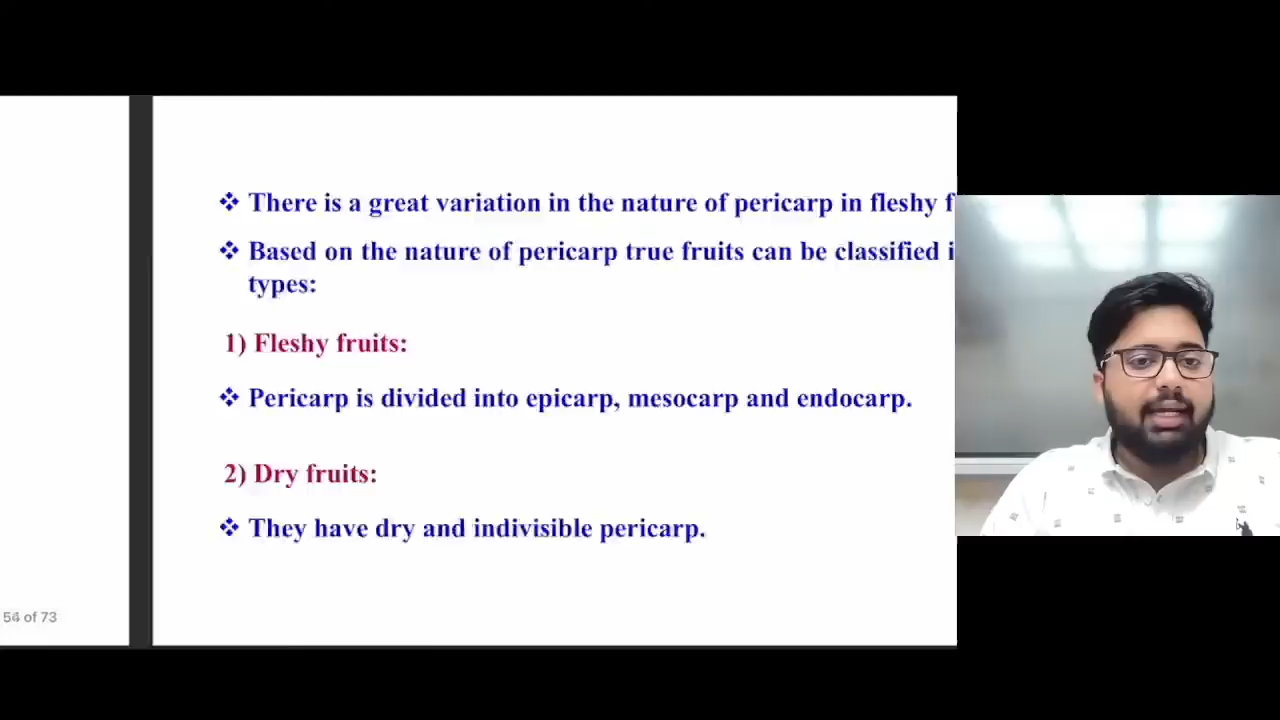 ❖ There is a great variation in the nature of pericarp in fleshy
❖ Based on the nature of pericarp true fruits can be classified
types:
1) Fleshy fruits:
❖ Pericarp is divided into epicarp, mesocarp and endocarp.
2) Dry fruits:
❖ They have dry and indivisible pericarp.
54 of 73